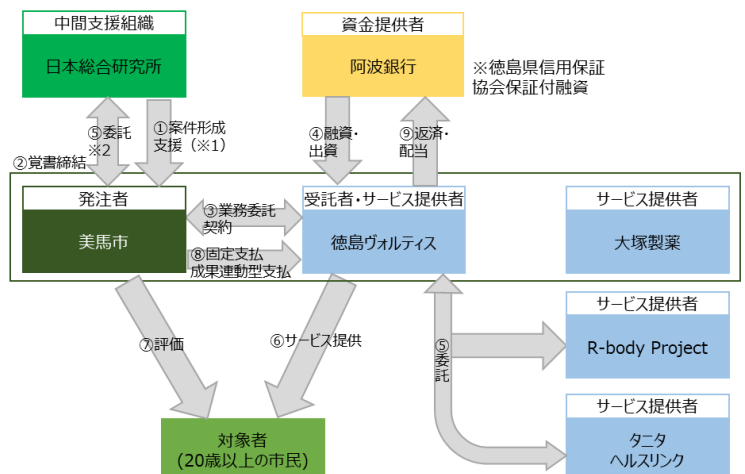 中間支援組織
日本総合研究所
資金提供者
阿波銀行
※徳島県信用保証
協会保証付融資
⑤委託
※2
①案件形成
支援（※1）
④融資・
出資
⑨返済・
配当
②覚書締結
発注者
美馬市
③業務委託
契約
⑧固定支払
成果連動型支払
受託者・サービス提供者
徳島ヴォルティス
サービス提供者
大塚製薬
⑦評価
⑥サービス提供
⑤委託
サービス提供者
R-body Project
サービス提供者
タニタ
ヘルスリンク
対象者
(20歳以上の市民)